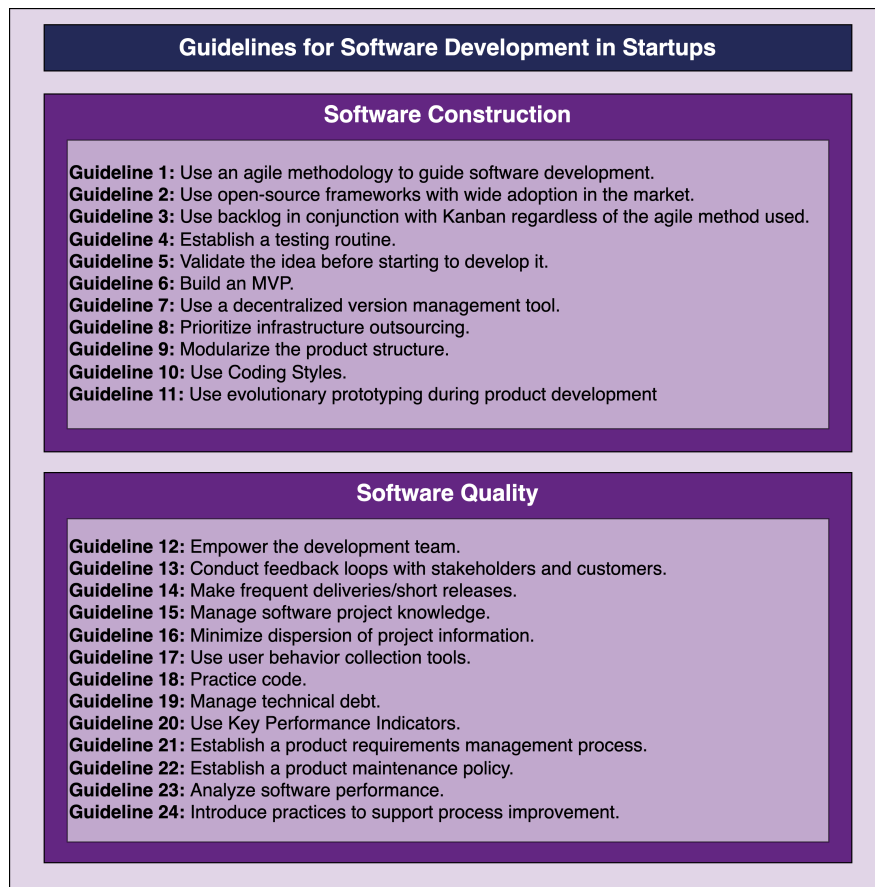 Guidelines for Software Development in Startups
Software Construction
Guideline 1: Use an agile methodology to guide software development.
Guideline 2: Use open-source frameworks with wide adoption in the market.
Guideline 3: Use backlog in conjunction with Kanban regardless of the agile method used.
Guideline 4: Establish a testing routine.
Guideline 5: Validate the idea before starting to develop it.
Guideline 6: Build an MVP.
Guideline 7: Use a decentralized version management tool.
Guideline 8: Prioritize infrastructure outsourcing.
Guideline 9: Modularize the product structure.
Guideline 10: Use Coding Styles.
Guideline 11: Use evolutionary prototyping during product development
Software Quality
Guideline 12: Empower the development team.
Guideline 13: Conduct feedback loops with stakeholders and customers.
Guideline 14: Make frequent deliveries/short releases.
Guideline 15: Manage software project knowledge.
Guideline 16: Minimize dispersion of project information.
Guideline 17: Use user behavior collection tools.
Guideline 18: Practice code.
Guideline 19: Manage technical debt.
Guideline 20: Use Key Performance Indicators.
Guideline 21: Establish a product requirements management process.
Guideline 22: Establish a product maintenance policy.
Guideline 23: Analyze software performance.
Guideline 24: Introduce practices to support process improvement.